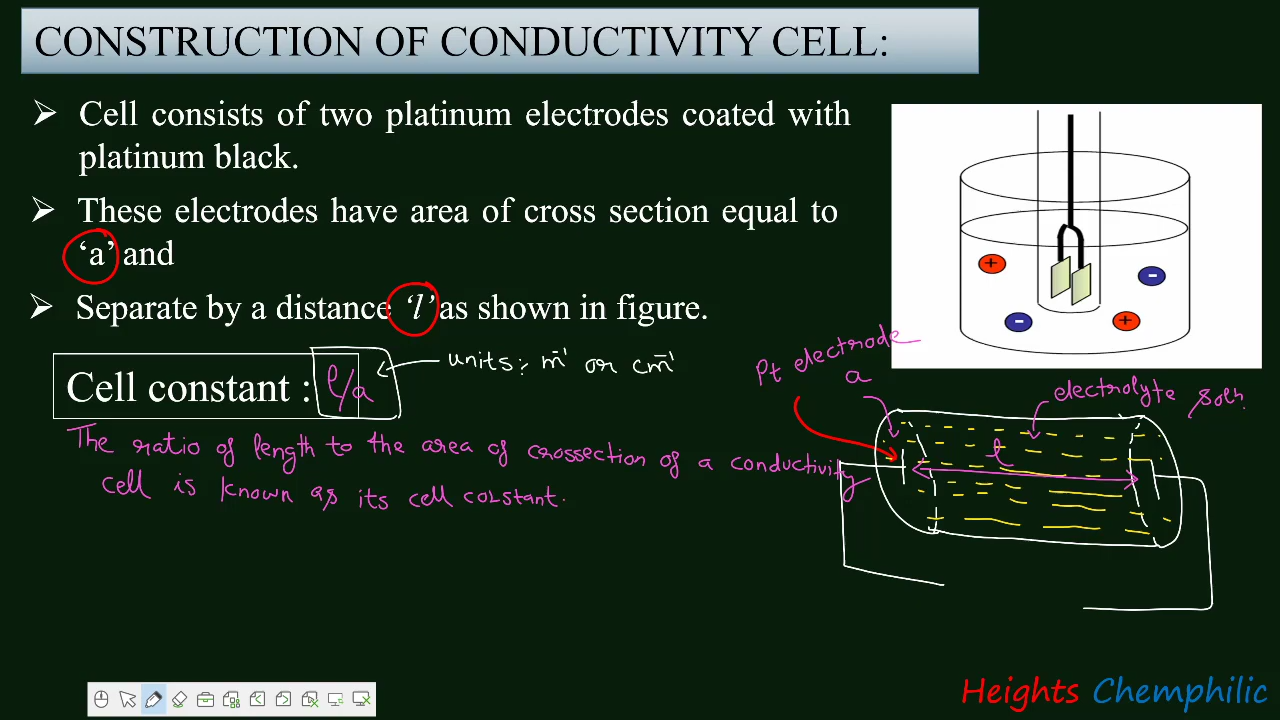 CONSTRUCTION OF CONDUCTIVITY CELL:
➢ Cell consists of two platinum electrodes coated with
platinum black.
➢ These electrodes have area of cross section equal to
‘a’ and
➢ Separate by a distance ‘l’ as shown in figure.
Cell constant : l/a
units: m⁻¹ or cm⁻¹
The ratio of length to the area of crossection of a conductivity
cell is known as its cell constant.
+
-
-
+
Pt electrode
a
electrolyte soln.
l
Heights Chemphilic